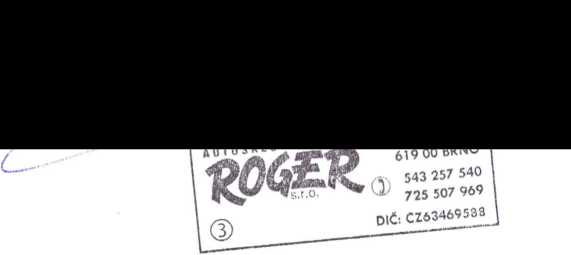 619 00 BRNO
ROGER
s.r.o.
543 257 540
725 507 969
DIČ: CZ63469588
3